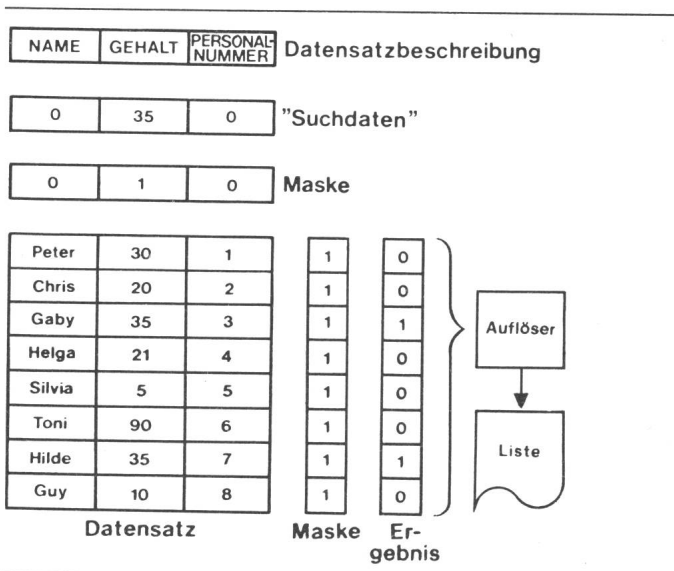 NAME GEHALT PERSONAL- Datensatzbeschreibung
NUMMER
0 35 0 "Suchdaten"
0 1 0 Maske
Peter 30 1 1 0
Chris 20 2 1 0
Gaby 35 3 1 1
Helga 21 4 1 0
Silvia 5 5 1 0
Toni 90 6 1 0
Hilde 35 7 1 1
Guy 10 8 1 0
Auflöser
Liste
Datensatz Maske Er-
gebnis